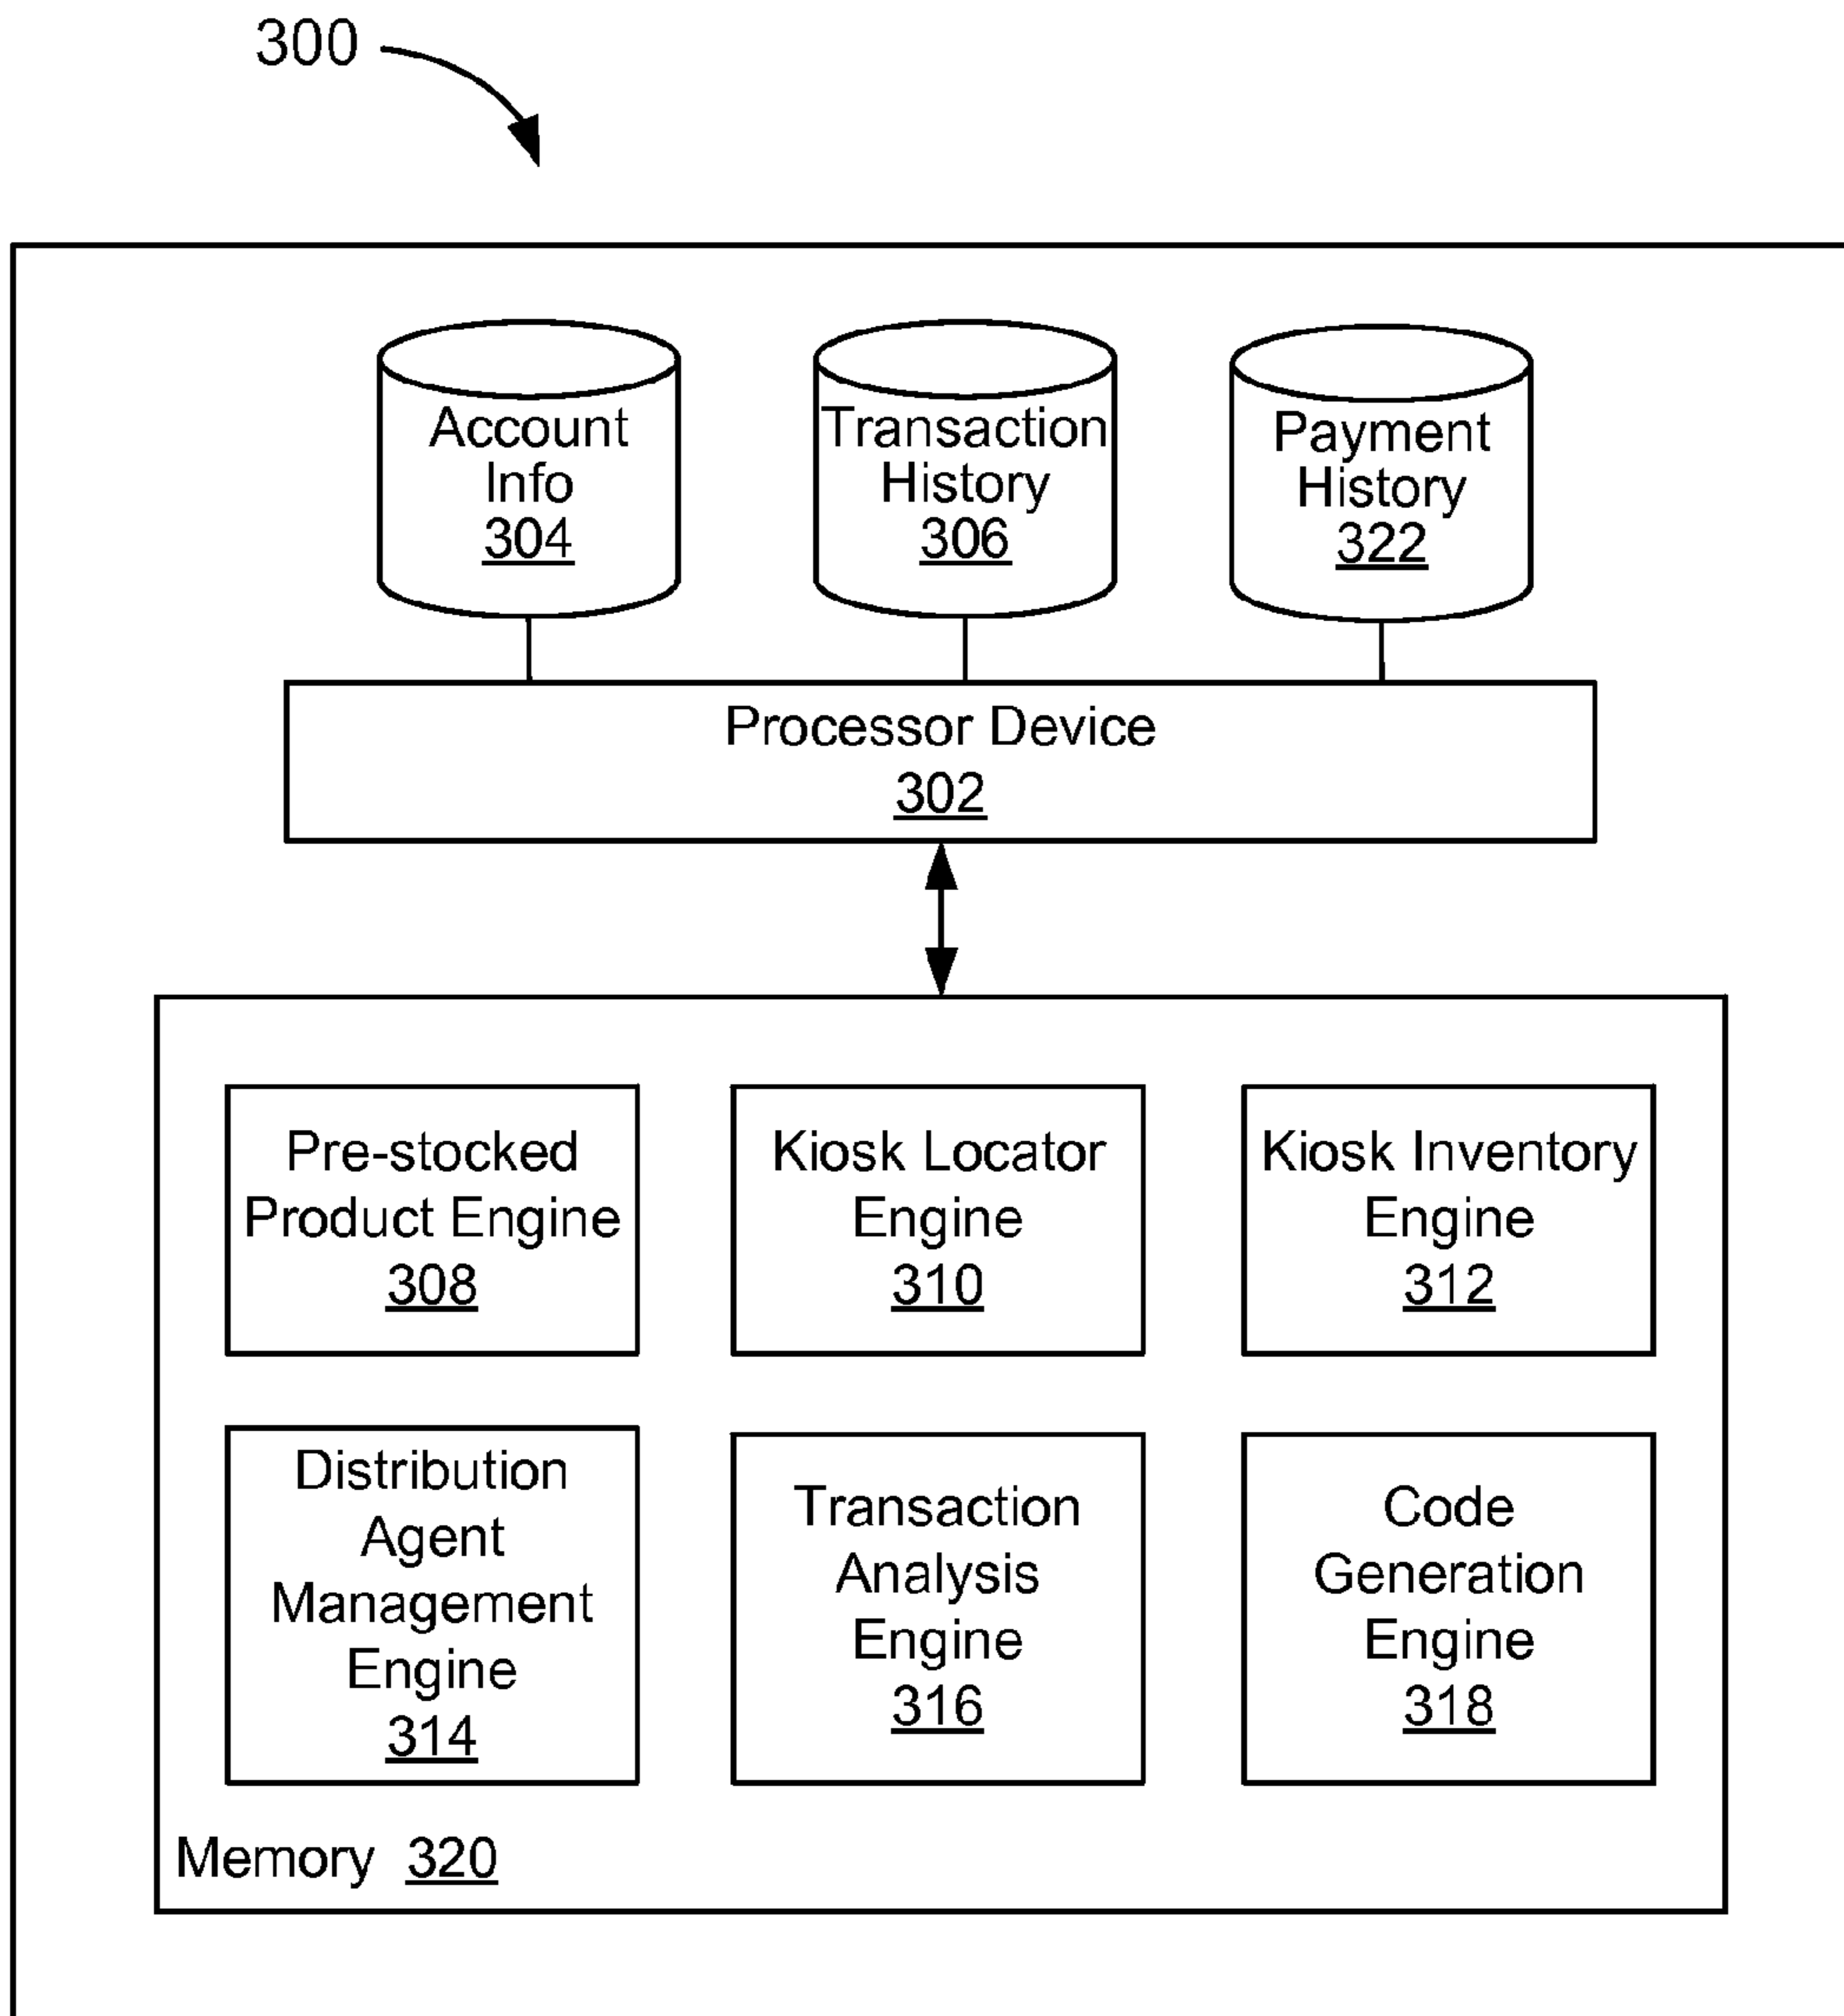 300
Account
Info
304
Transaction
History
306
Payment
History
322
Processor Device
302
Pre-stocked
Product Engine
308
Kiosk Locator
Engine
310
Kiosk Inventory
Engine
312
Distribution
Agent
Management
Engine
314
Transaction
Analysis
Engine
316
Code
Generation
Engine
318
Memory 320